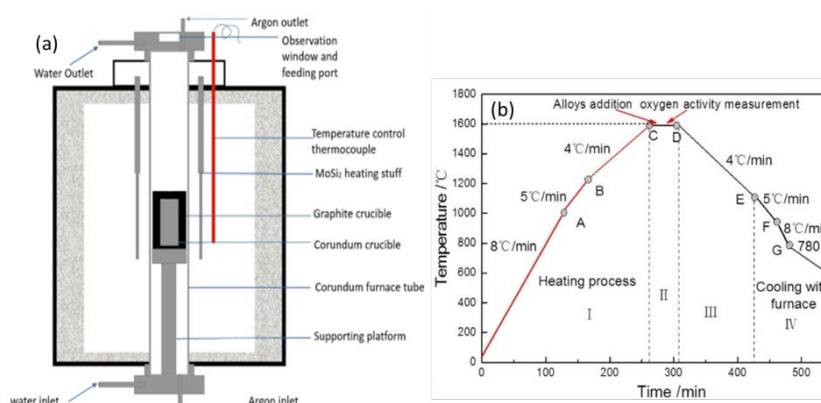 (a)
Argon outlet
Observation
window and
feeding port
Water Outlet
Temperature control
thermocouple
MoSi₂ heating stuff
Graphite crucible
Corundum crucible
Corundum furnace tube
Supporting platform
water inlet
Argon inlet
(b)
Alloys addition oxygen activity measurement
1800
1600
1400
1200
1000
800
600
400
200
0
Temperature /℃
C
D
4℃/min
4℃/min
B
5℃/min
A
8℃/min
E
5℃/min
F
8℃/mi
G
780
Heating process
Cooling wit
furnace
I
II
III
IV
0
100
200
300
400
500
Time /min